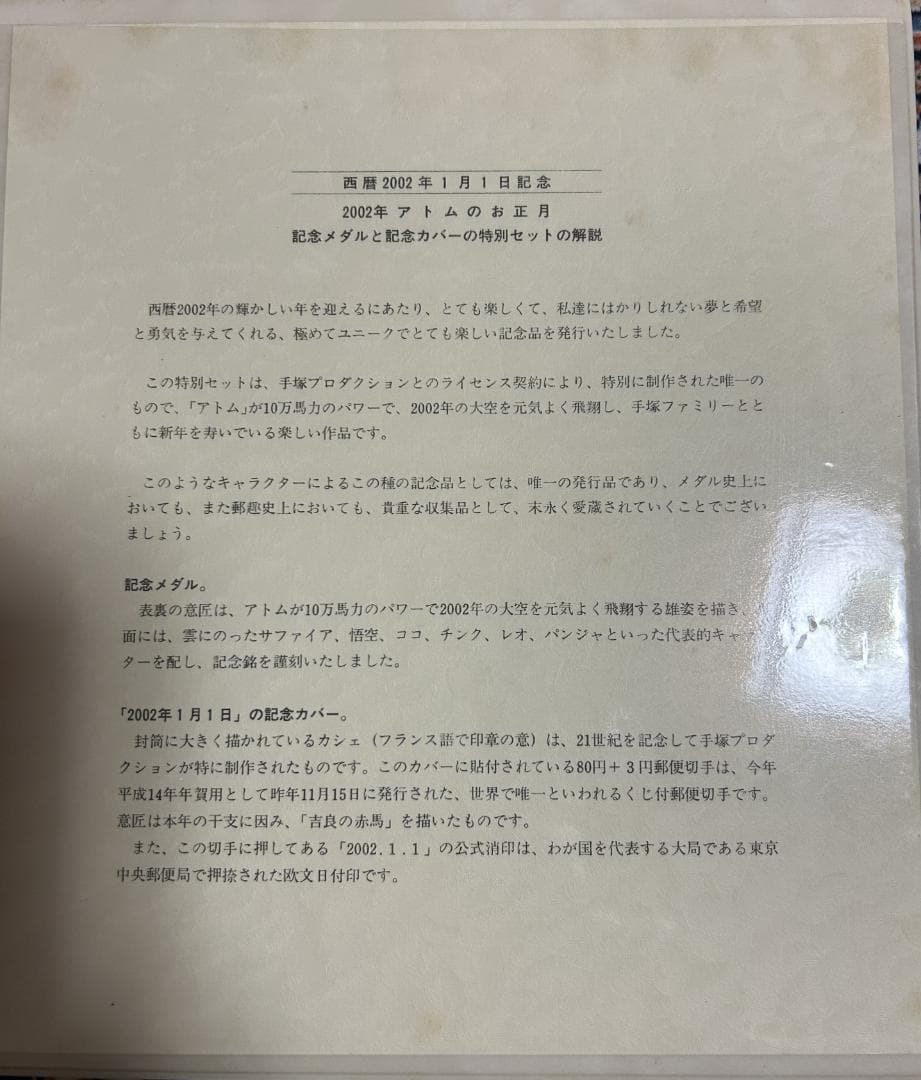 西暦2002年1月1日記念
2002年 アトムのお正月
記念メダルと記念カバーの特別セットの解説
西暦2002年の輝かしい年を迎えるにあたり、とても楽しくて、私達にはかりしれない夢と希望
と勇気を与えてくれる、極めてユニークでとても楽しい記念品を発行いたしました。
この特別セットは、手塚プロダクションとのライセンス契約により、特別に制作された唯一の
もので、「アトム」が10万馬力のパワーで、2002年の大空を元気よく飛翔し、手塚ファミリーとと
もに新年を寿いでいる楽しい作品です。
このようなキャラクターによるこの種の記念品としては、唯一の発行品であり、メダル史上に
おいても、また郵趣史上においても、貴重な収集品として、末永く愛蔵されていくことでござい
ましょう。
記念メダル。
表裏の意匠は、アトムが10万馬力のパワーで2002年の大空を元気よく飛翔する雄姿を描き、
面には、雲にのったサファイア、悟空、ココ、チンク、レオ、パンジャといった代表的キャ
ターを配し、記念銘を謹刻いたしました。
「2002年1月1日」の記念カバー。
封筒に大きく描かれているカシェ（フランス語で印章の意）は、21世紀を記念して手塚プロダ
クションが特に制作されたものです。このカバーに貼付されている80円＋3円郵便切手は、今年
平成14年年賀用として昨年11月15日に発行された、世界で唯一といわれるくじ付郵便切手です。
意匠は本年の干支に因み、「吉良の赤馬」を描いたものです。
また、この切手に押してある「2002.1.1」の公式消印は、わが国を代表する大局である東京
中央郵便局で押捺された欧文日付印です。